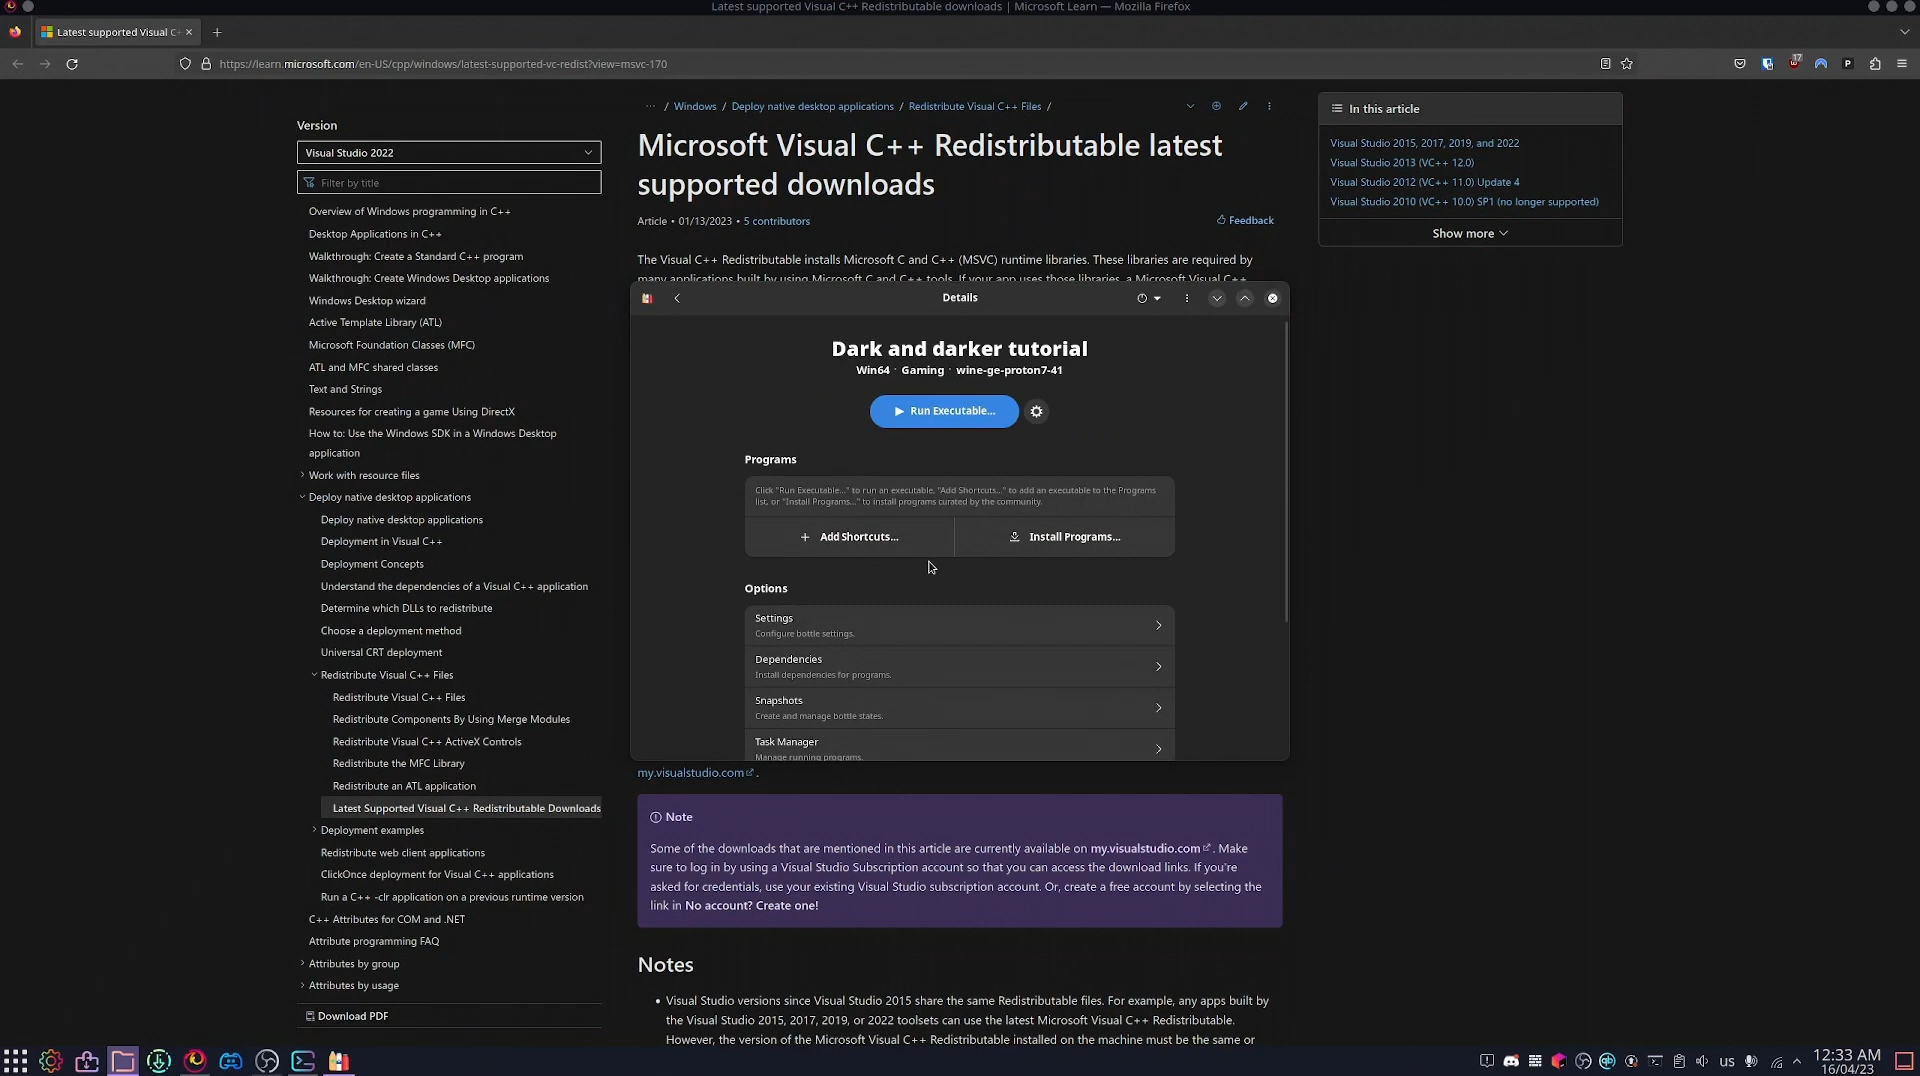 Latest supported Visual C++ Redistributable downloads | Microsoft Learn — Mozilla Firefox
Latest supported Visual C
https://learn.microsoft.com/en-US/cpp/windows/latest-supported-vc-redist?view=msvc-170
17
P
Version
Visual Studio 2022
Filter by title
Overview of Windows programming in C++
Desktop Applications in C++
Walkthrough: Create a Standard C++ program
Walkthrough: Create Windows Desktop applications
Windows Desktop wizard
Active Template Library (ATL)
Microsoft Foundation Classes (MFC)
ATL and MFC shared classes
Text and Strings
Resources for creating a game Using DirectX
How to: Use the Windows SDK in a Windows Desktop
application
Work with resource files
Deploy native desktop applications
Deploy native desktop applications
Deployment in Visual C++
Deployment Concepts
Understand the dependencies of a Visual C++ application
Determine which DLLs to redistribute
Choose a deployment method
Universal CRT deployment
Redistribute Visual C++ Files
Redistribute Visual C++ Files
Redistribute Components By Using Merge Modules
Redistribute Visual C++ ActiveX Controls
Redistribute the MFC Library
Redistribute an ATL application
Latest Supported Visual C++ Redistributable Downloads
Deployment examples
Redistribute web client applications
ClickOnce deployment for Visual C++ applications
Run a C++ -clr application on a previous runtime version
C++ Attributes for COM and .NET
Attribute programming FAQ
Attributes by group
Attributes by usage
Download PDF
··· / Windows / Deploy native desktop applications / Redistribute Visual C++ Files /
Microsoft Visual C++ Redistributable latest
supported downloads
Article • 01/13/2023 • 5 contributors
Feedback
The Visual C++ Redistributable installs Microsoft C and C++ (MSVC) runtime libraries. These libraries are required by
many applications built by using Microsoft C and C++ tools. If your app uses those libraries, a Microsoft Visual C++
Details
Dark and darker tutorial
Win64 · Gaming · wine-ge-proton7-41
Run Executable...
Programs
Click "Run Executable..." to run an executable, "Add Shortcuts..." to add an executable to the Programs
list, or "Install Programs..." to install programs curated by the community.
+ Add Shortcuts...
Install Programs...
Options
Settings
Configure bottle settings.
Dependencies
Install dependencies for programs.
Snapshots
Create and manage bottle states.
Task Manager
Manage running programs.
my.visualstudio.com .
Note
Some of the downloads that are mentioned in this article are currently available on my.visualstudio.com . Make
sure to log in by using a Visual Studio Subscription account so that you can access the download links. If you're
asked for credentials, use your existing Visual Studio subscription account. Or, create a free account by selecting the
link in No account? Create one!
Notes
• Visual Studio versions since Visual Studio 2015 share the same Redistributable files. For example, any apps built by
the Visual Studio 2015, 2017, 2019, or 2022 toolsets can use the latest Microsoft Visual C++ Redistributable.
However, the version of the Microsoft Visual C++ Redistributable installed on the machine must be the same or
In this article
Visual Studio 2015, 2017, 2019, and 2022
Visual Studio 2013 (VC++ 12.0)
Visual Studio 2012 (VC++ 11.0) Update 4
Visual Studio 2010 (VC++ 10.0) SP1 (no longer supported)
Show more
us
12:33 AM
16/04/23